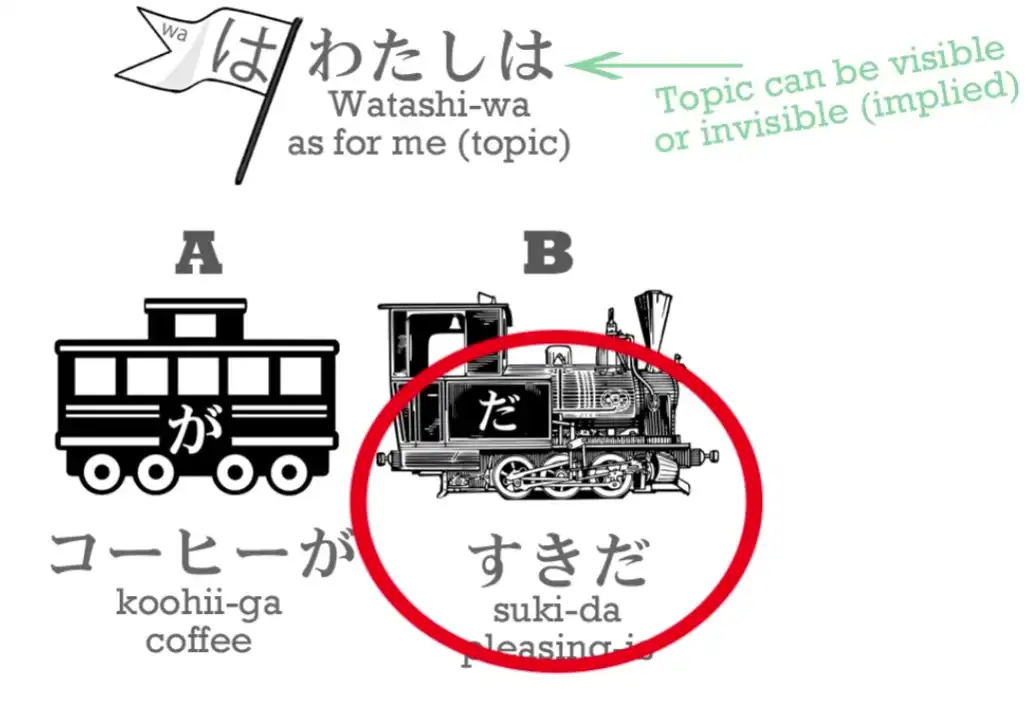 wa
は
わたしは
Watashi-wa
as for me (topic)
Topic can be visible
or invisible (implied)
A
B
が
だ
コーヒーが
koohii-ga
coffee
すきだ
suki-da
pleasing-is